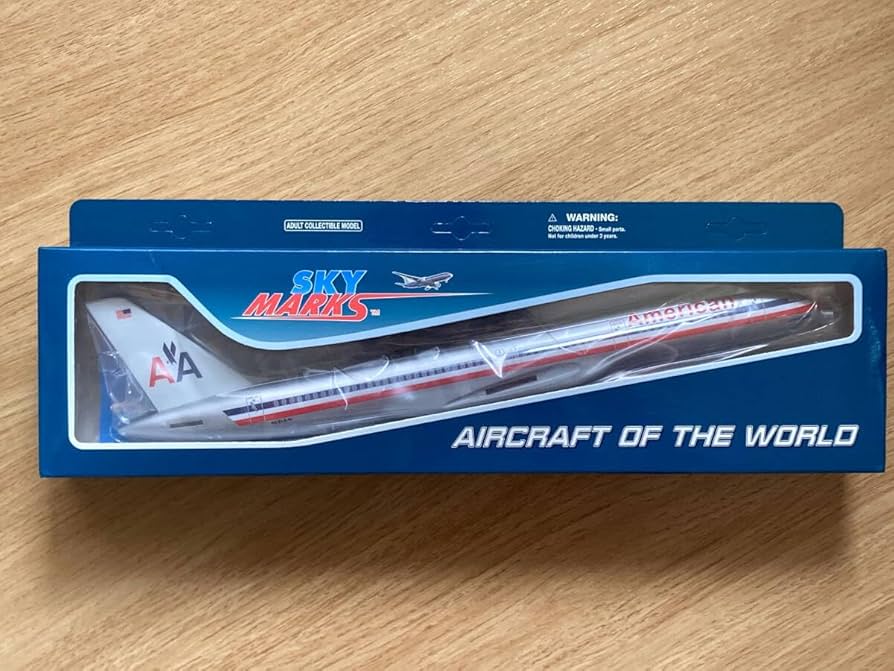 ADULT COLLECTIBLE MODEL
⚠ WARNING:
CHOKING HAZARD - Small parts.
Not for children under 3 years.
SKY
MARKS™
American
AA
AIRCRAFT OF THE WORLD